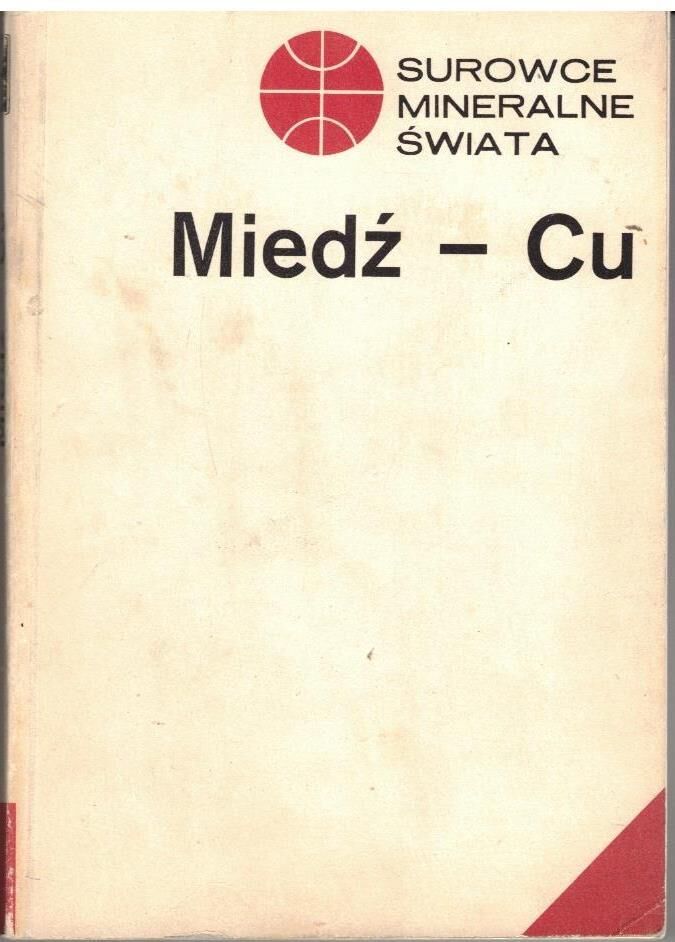 SUROWCE
MINERALNE
ŚWIATA
Miedź – Cu